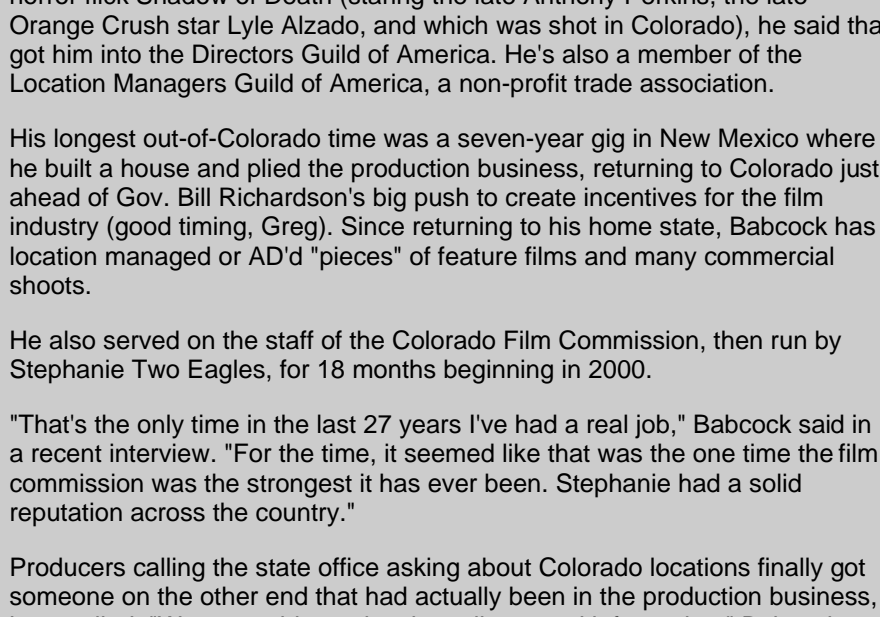 horror flick Shadow of Death (staring the late Anthony Perkins, the late
Orange Crush star Lyle Alzado, and which was shot in Colorado), he said tha
got him into the Directors Guild of America. He's also a member of the
Location Managers Guild of America, a non-profit trade association.
His longest out-of-Colorado time was a seven-year gig in New Mexico where
he built a house and plied the production business, returning to Colorado just
ahead of Gov. Bill Richardson's big push to create incentives for the film
industry (good timing, Greg). Since returning to his home state, Babcock has
location managed or AD'd "pieces" of feature films and many commercial
shoots.
He also served on the staff of the Colorado Film Commission, then run by
Stephanie Two Eagles, for 18 months beginning in 2000.
"That's the only time in the last 27 years I've had a real job," Babcock said in
a recent interview. "For the time, it seemed like that was the one time the film
commission was the strongest it has ever been. Stephanie had a solid
reputation across the country."
Producers calling the state office asking about Colorado locations finally got
someone on the other end that had actually been in the production business,